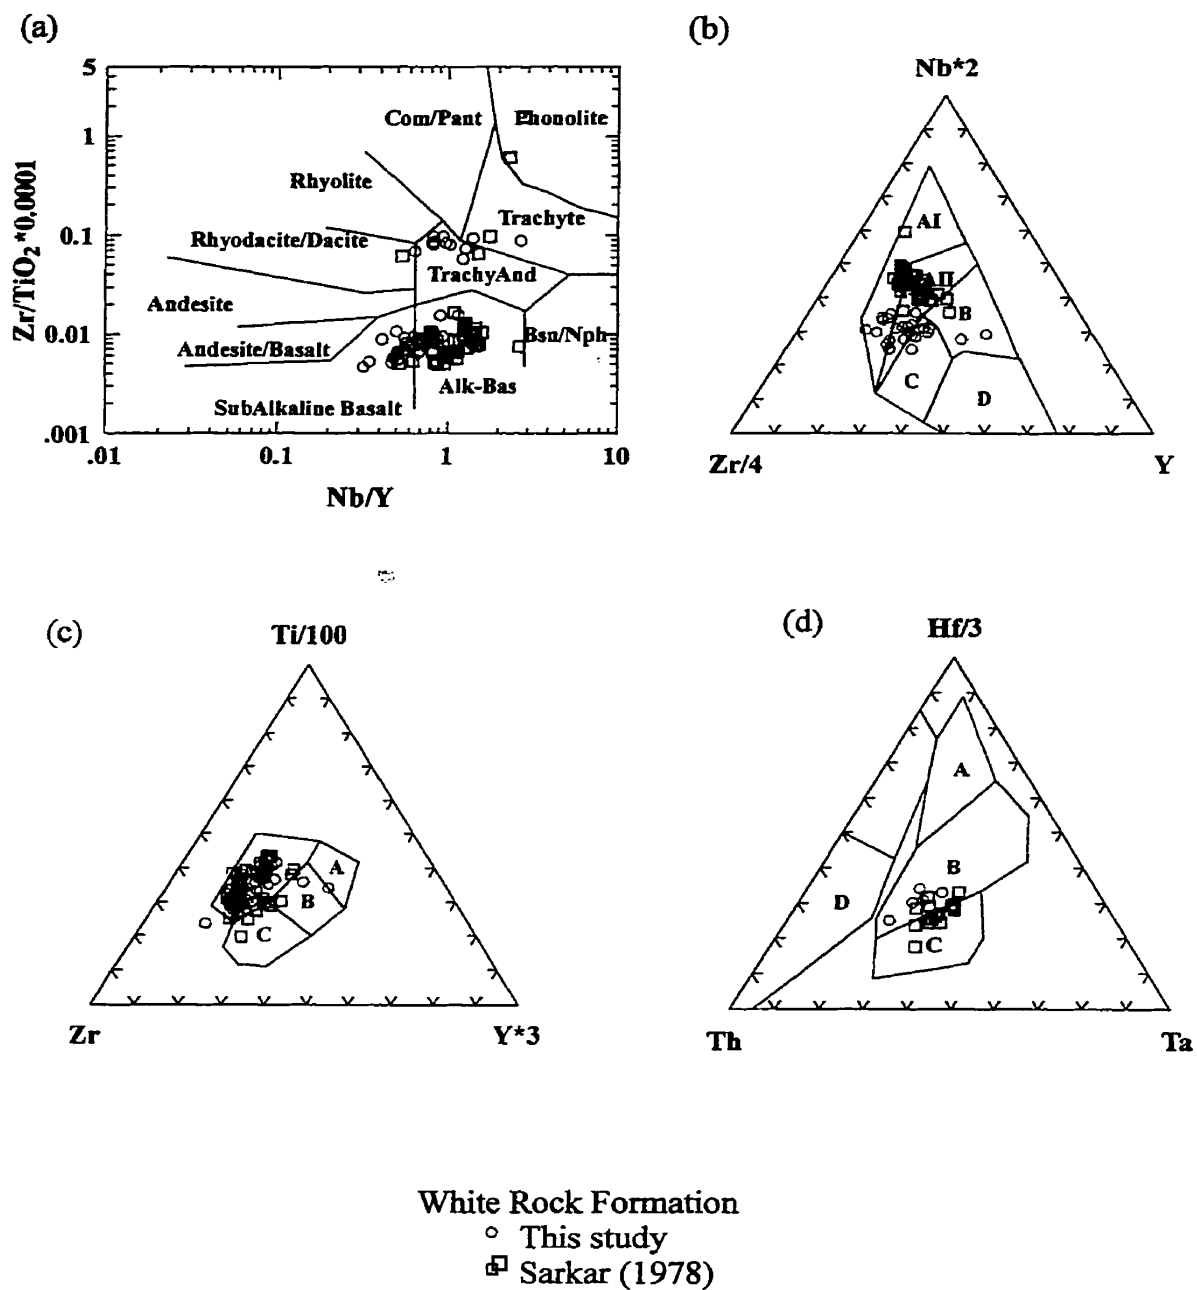 (a)
5
1
0.1
0.01
.001
Zr/TiO2*0.0001
Com/Pant
Phonolite
Rhyolite
Trachyte
Rhyodacite/Dacite
TrachyAnd
Andesite
Andesite/Basalt
Bsn/Nph
Alk-Bas
SubAlkaline Basalt
.01
0.1
1
10
Nb/Y
(b)
Nb*2
AI
AII
B
C
D
Zr/4
Y
(c)
Ti/100
A
B
C
Zr
Y*3
(d)
Hf/3
A
B
D
C
Th
Ta
White Rock Formation
This study
Sarkar (1978)